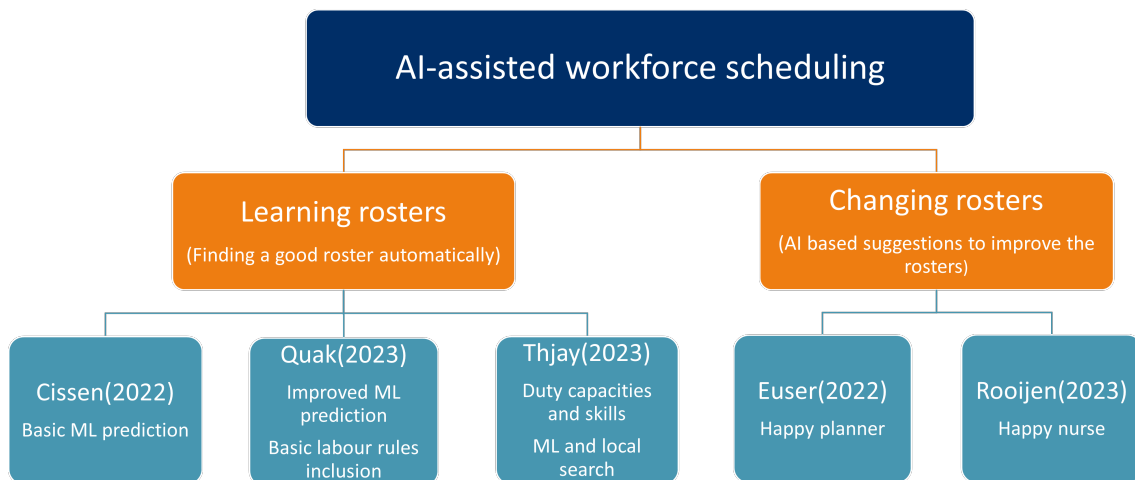 AI-assisted workforce scheduling
Learning rosters
(Finding a good roster automatically)
Changing rosters
(AI based suggestions to improve the
rosters)
Cissen(2022)
Basic ML prediction
Quak(2023)
Improved ML
prediction
Basic labour rules
inclusion
Thjay(2023)
Duty capacities
and skills
ML and local
search
Euser(2022)
Happy planner
Rooijen(2023)
Happy nurse